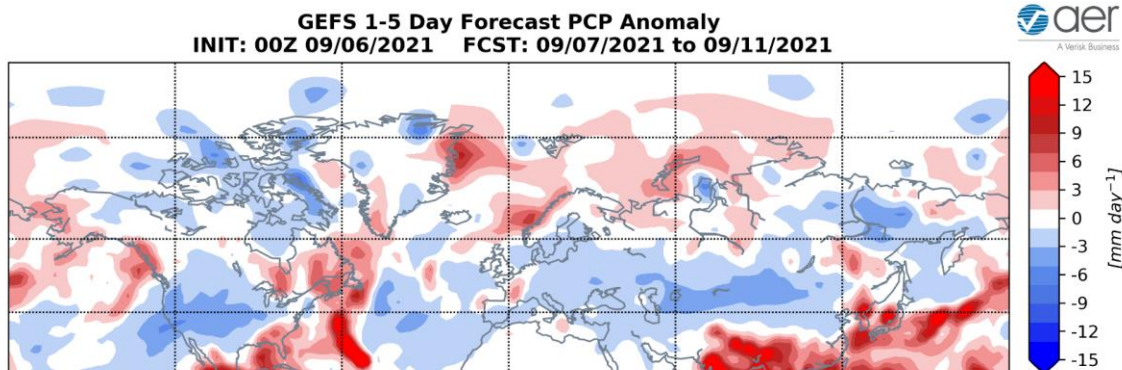 GEFS 1-5 Day Forecast PCP Anomaly
INIT: 00Z 09/06/2021 FCST: 09/07/2021 to 09/11/2021
aer
A Verisk Business
15
12
9
6
3
0
-3
-6
-9
-12
-15
[mm day⁻¹]